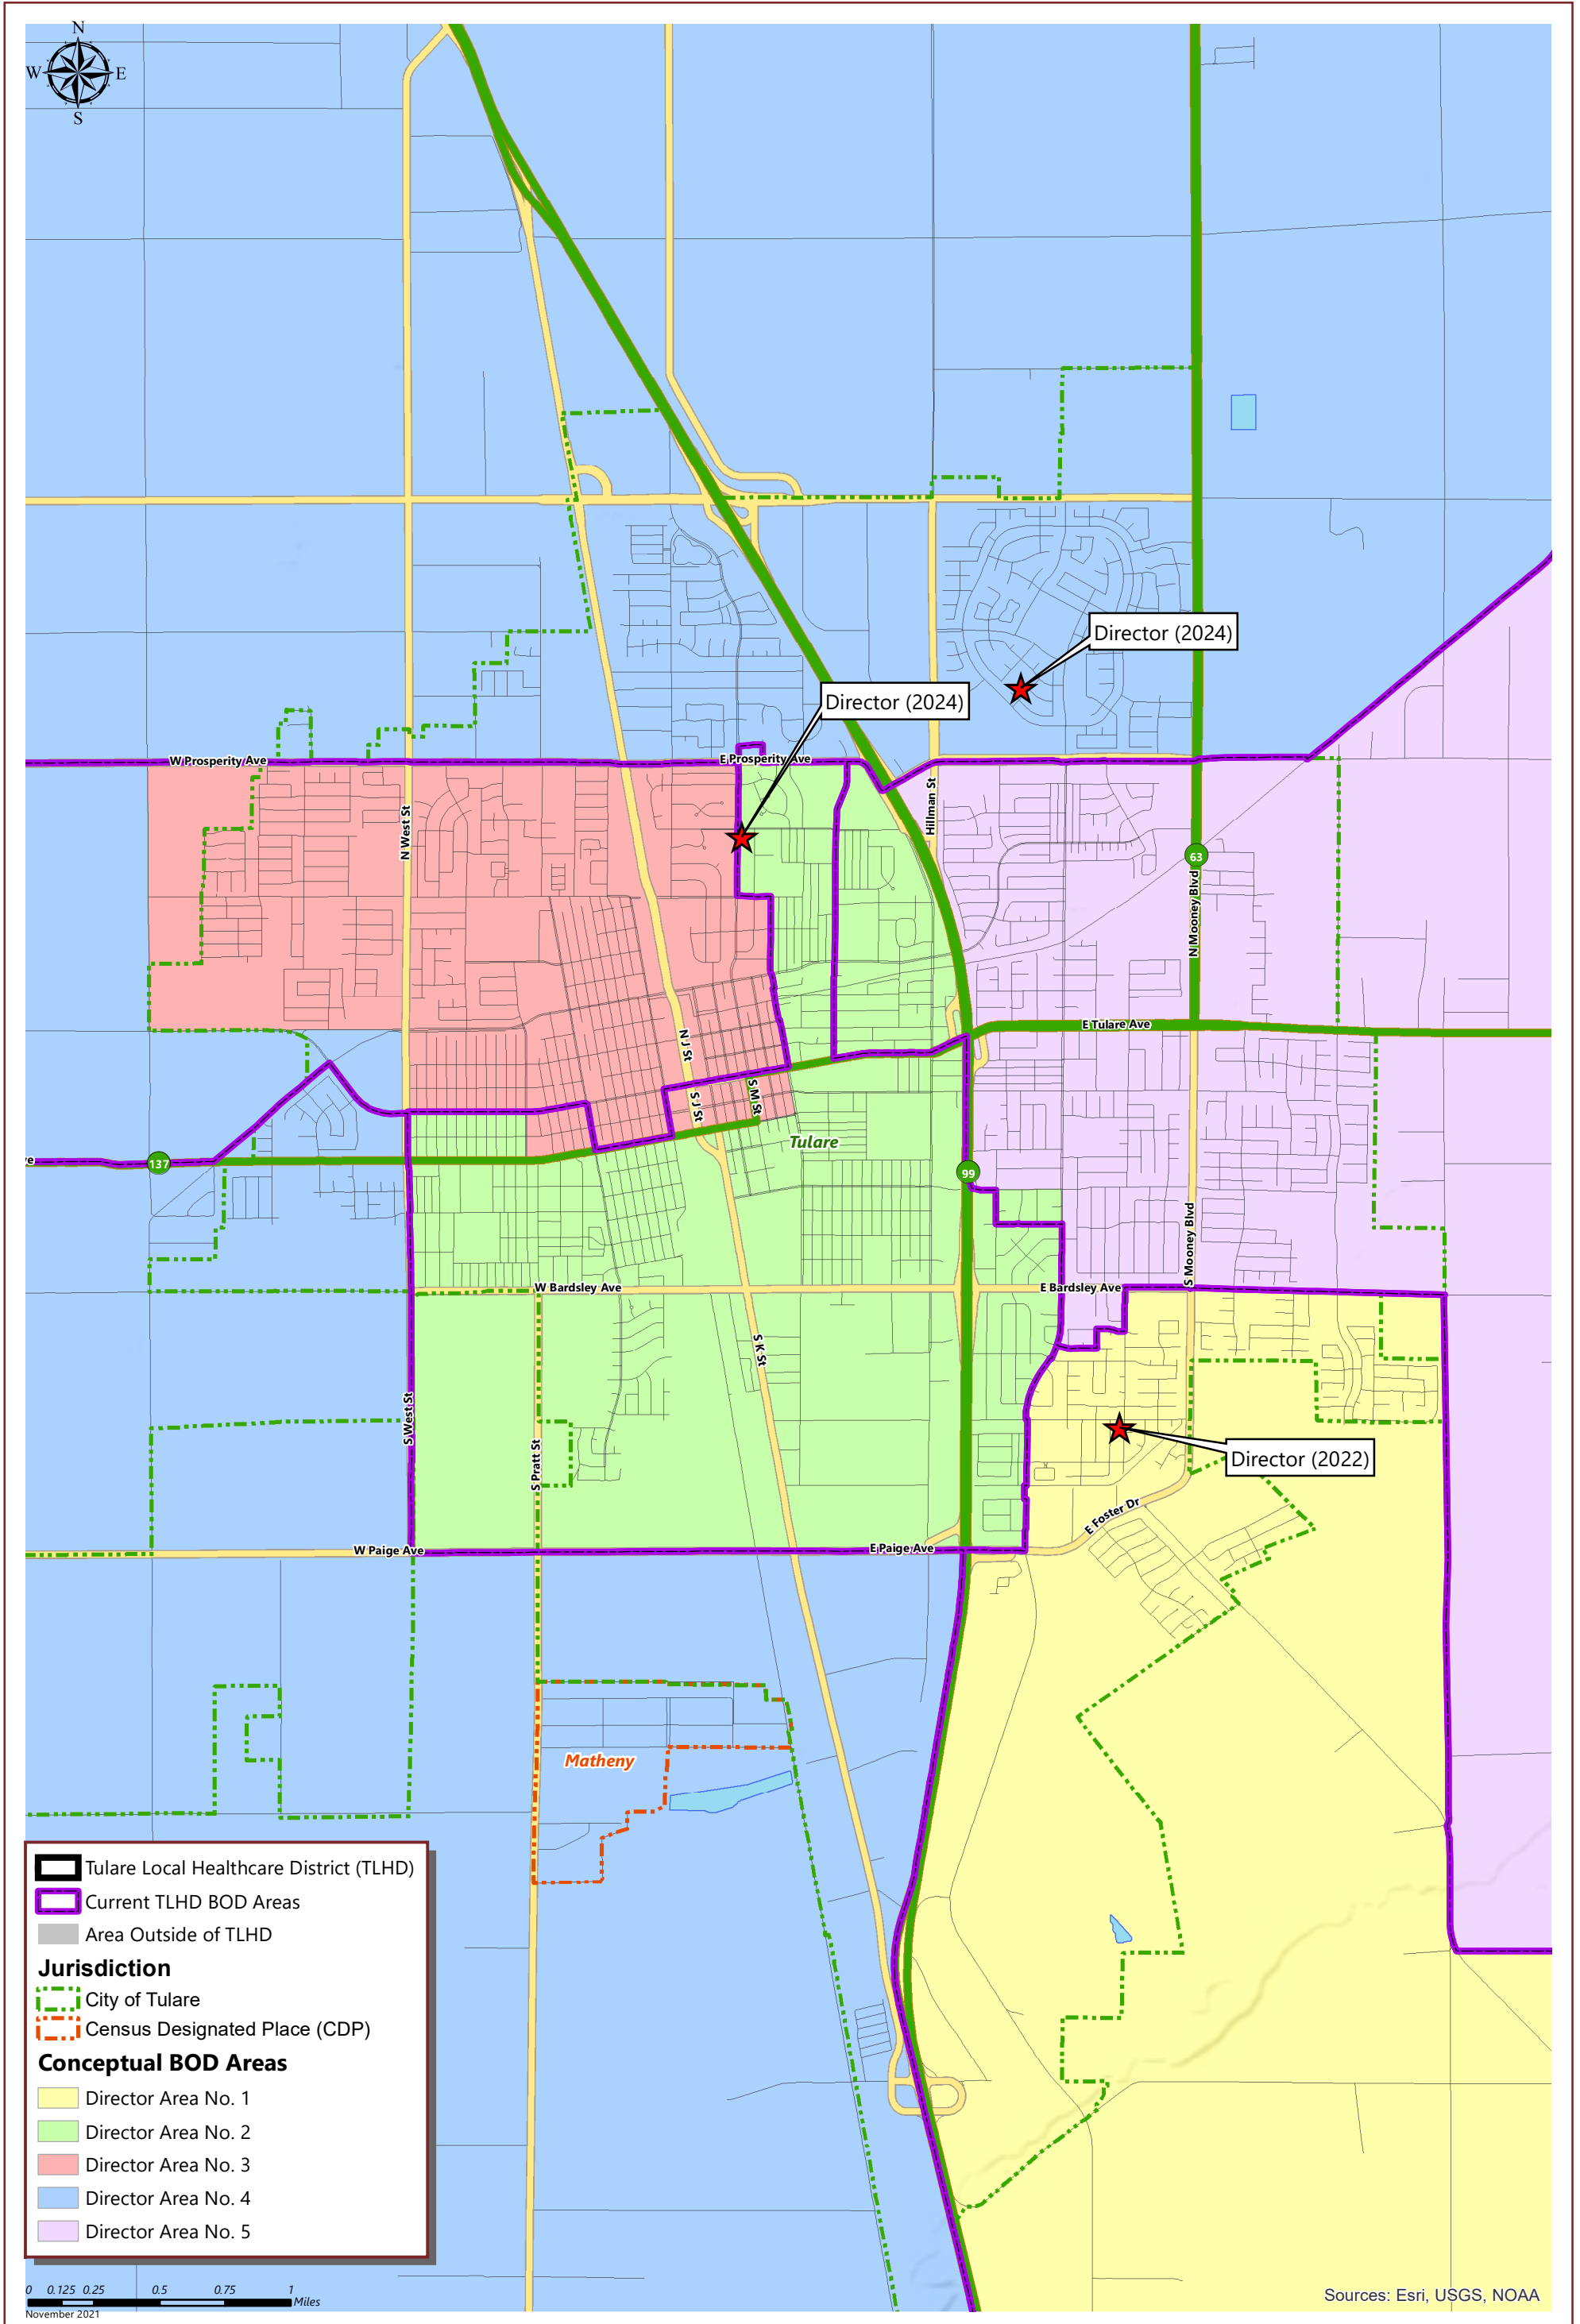 N
W E
S
Director (2024)
Director (2024)
W Prosperity Ave
E Prosperity Ave
Hillman St
N West St
63
N Mooney Blvd
E Tulare Ave
N J St
S J St
S M St
Tulare
137
99
S Mooney Blvd
W Bardsley Ave
E Bardsley Ave
S K St
S West St
S Pratt St
Director (2022)
E Foster Dr
W Paige Ave
E Paige Ave
Matheny
Tulare Local Healthcare District (TLHD)
Current TLHD BOD Areas
Area Outside of TLHD
Jurisdiction
City of Tulare
Census Designated Place (CDP)
Conceptual BOD Areas
Director Area No. 1
Director Area No. 2
Director Area No. 3
Director Area No. 4
Director Area No. 5
0 0.125 0.25 0.5 0.75 1
Miles
November 2021
Sources: Esri, USGS, NOAA